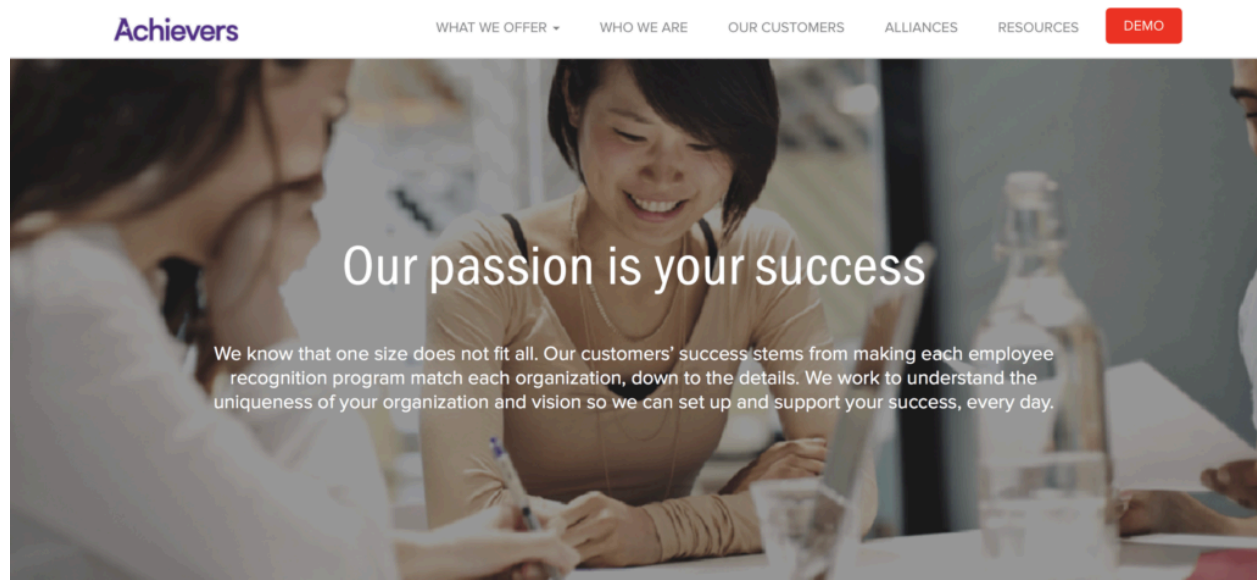 Achievers
WHAT WE OFFER
WHO WE ARE
OUR CUSTOMERS
ALLIANCES
RESOURCES
DEMO
Our passion is your success
We know that one size does not fit all. Our customers’ success stems from making each employee
recognition program match each organization, down to the details. We work to understand the
uniqueness of your organization and vision so we can set up and support your success, every day.